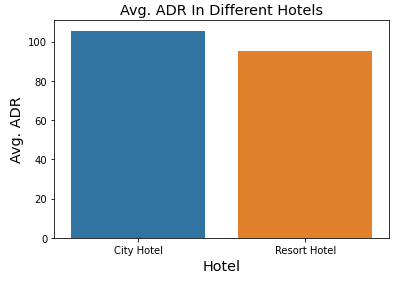 Avg. ADR In Different Hotels
Avg. ADR
100
80
60
40
20
0
City Hotel
Resort Hotel
Hotel